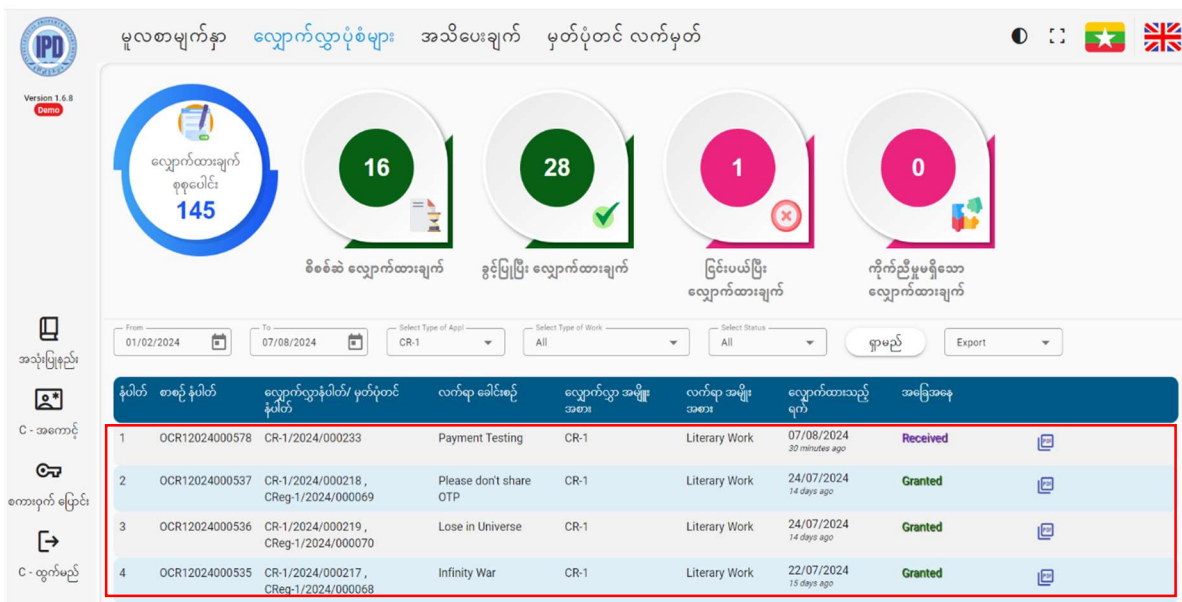 IPD
မူလစာမျက်နှာ လျှောက်လွှာပုံစံများ အသိပေးချက် မှတ်ပုံတင် လက်မှတ်
Version 1.6.8
Demo
လျှောက်ထားချက်
စုစုပေါင်း
145
16
28
1
0
စိစစ်ဆဲ လျှောက်ထားချက်
ခွင့်ပြုပြီး လျှောက်ထားချက်
ငြင်းပယ်ပြီး
လျှောက်ထားချက်
ကိုက်ညီမှုမရှိသော
လျှောက်ထားချက်
အသုံးပြုနည်း
C - အကောင့်
စကားဝှက် ပြောင်း
C - ထွက်မည်
From To Select Type of Appl Select Type of Work Select Status
01/02/2024 07/08/2024 CR-1 All All ရှာမည် Export
နံပါတ် စာစဉ် နံပါတ် လျှောက်လွှာနံပါတ်/ မှတ်ပုံတင် လက်ရာ ခေါင်းစဉ် လျှောက်လွှာ အမျိုး လက်ရာ အမျိုး လျှောက်ထားသည့် အခြေအနေ
နံပါတ် အစား အစား ရက်
1 OCR12024000578 CR-1/2024/000233 Payment Testing CR-1 Literary Work 07/08/2024 Received PDF
30 minutes ago
2 OCR12024000537 CR-1/2024/000218 , Please don't share CR-1 Literary Work 24/07/2024 Granted PDF
CReg-1/2024/000069 OTP 14 days ago
3 OCR12024000536 CR-1/2024/000219 , Lose in Universe CR-1 Literary Work 24/07/2024 Granted PDF
CReg-1/2024/000070 14 days ago
4 OCR12024000535 CR-1/2024/000217 , Infinity War CR-1 Literary Work 22/07/2024 Granted PDF
CReg-1/2024/000068 15 days ago